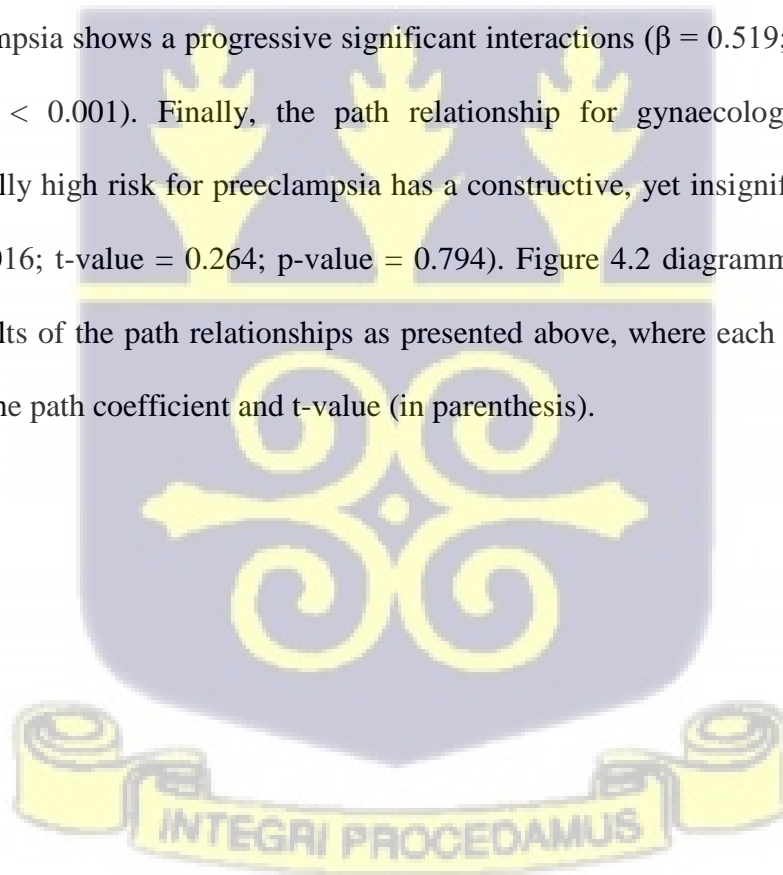 mpsia shows a progressive significant interactions (β = 0.519;
< 0.001). Finally, the path relationship for gynaecolog
lly high risk for preeclampsia has a constructive, yet insignif
016; t-value = 0.264; p-value = 0.794). Figure 4.2 diagramm
lts of the path relationships as presented above, where each
he path coefficient and t-value (in parenthesis).
INTEGRI PROCEDAMUS